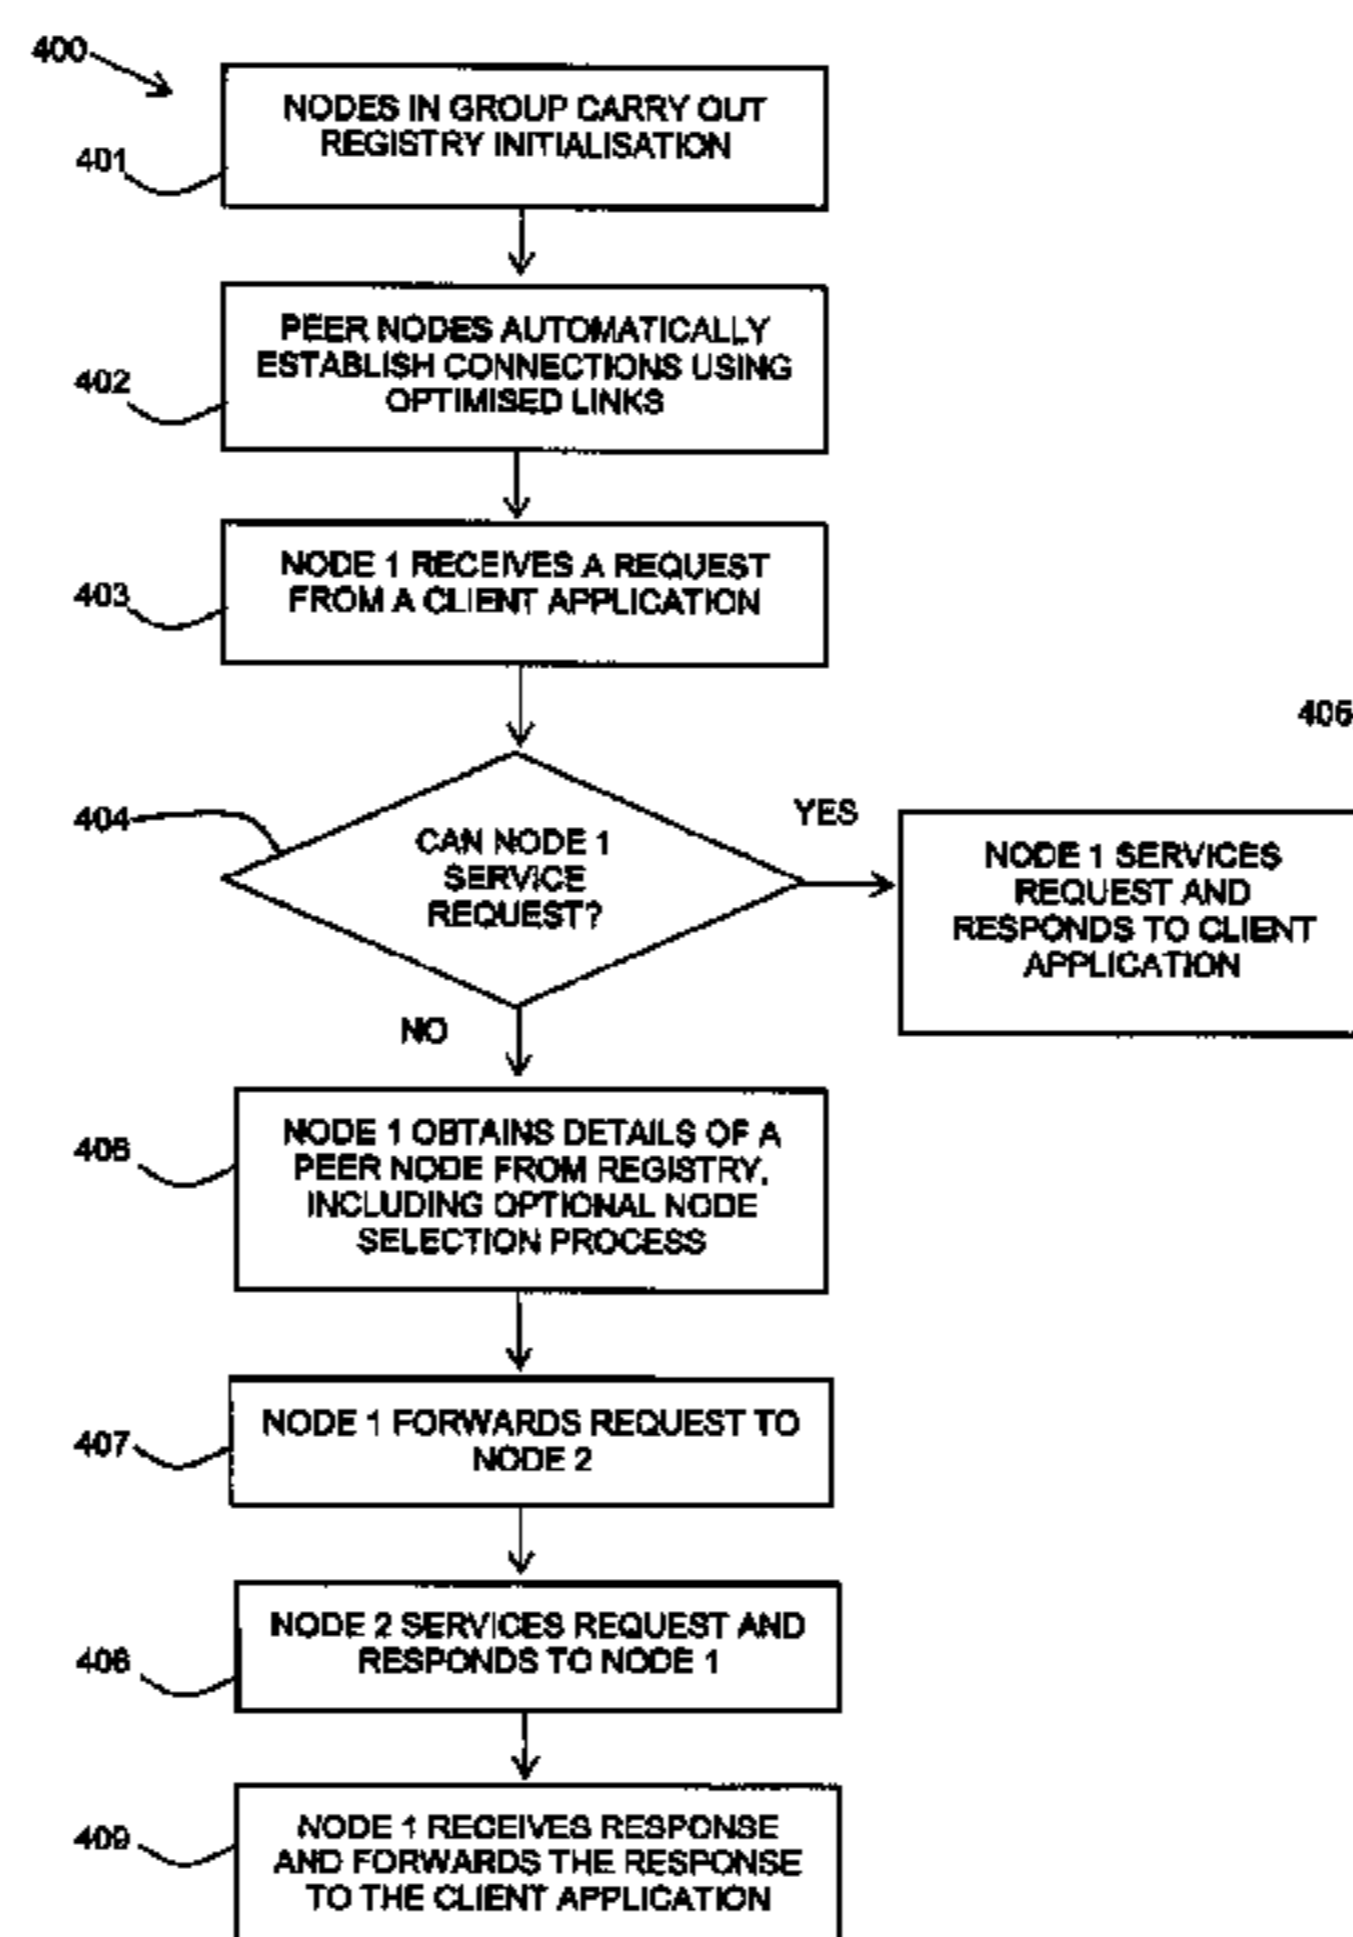 400
NODES IN GROUP CARRY OUT
REGISTRY INITIALISATION
401
PEER NODES AUTOMATICALLY
ESTABLISH CONNECTIONS USING
OPTIMISED LINKS
402
NODE 1 RECEIVES A REQUEST
FROM A CLIENT APPLICATION
403
405
404
CAN NODE 1
SERVICE
REQUEST?
YES
NODE 1 SERVICES
REQUEST AND
RESPONDS TO CLIENT
APPLICATION
NO
406
NODE 1 OBTAINS DETAILS OF A
PEER NODE FROM REGISTRY,
INCLUDING OPTIONAL NODE
SELECTION PROCESS
407
NODE 1 FORWARDS REQUEST TO
NODE 2
408
NODE 2 SERVICES REQUEST AND
RESPONDS TO NODE 1
409
NODE 1 RECEIVES RESPONSE
AND FORWARDS THE RESPONSE
TO THE CLIENT APPLICATION